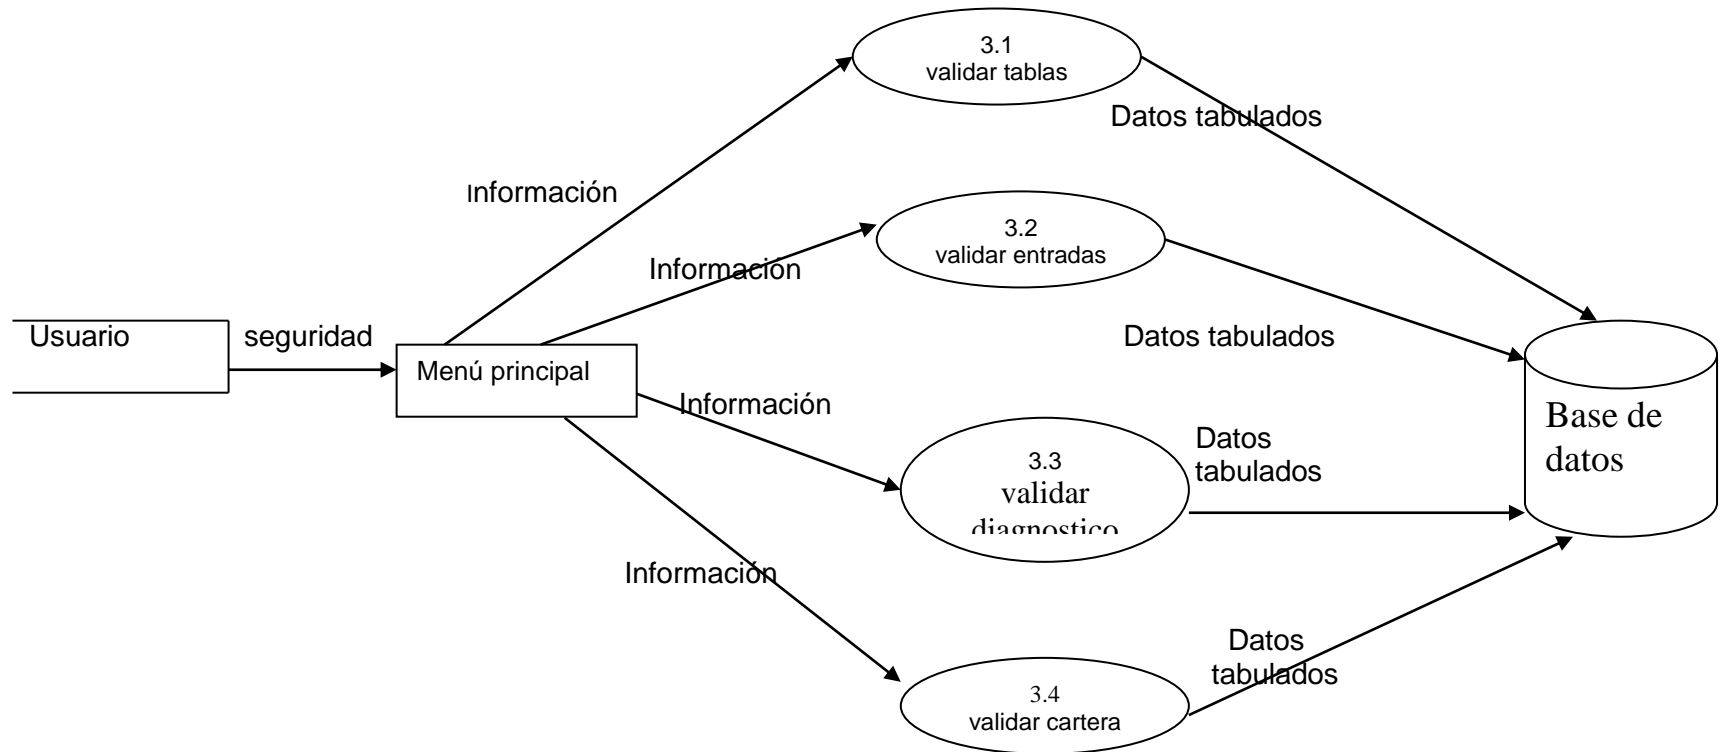 3.1
validar tablas
Datos tabulados
Información
3.2
validar entradas
Información
Usuario
seguridad
Menú principal
Datos tabulados
Información
Base de
datos
Datos
tabulados
3.3
validar
diagnostico
Información
Datos
tabulados
3.4
validar cartera